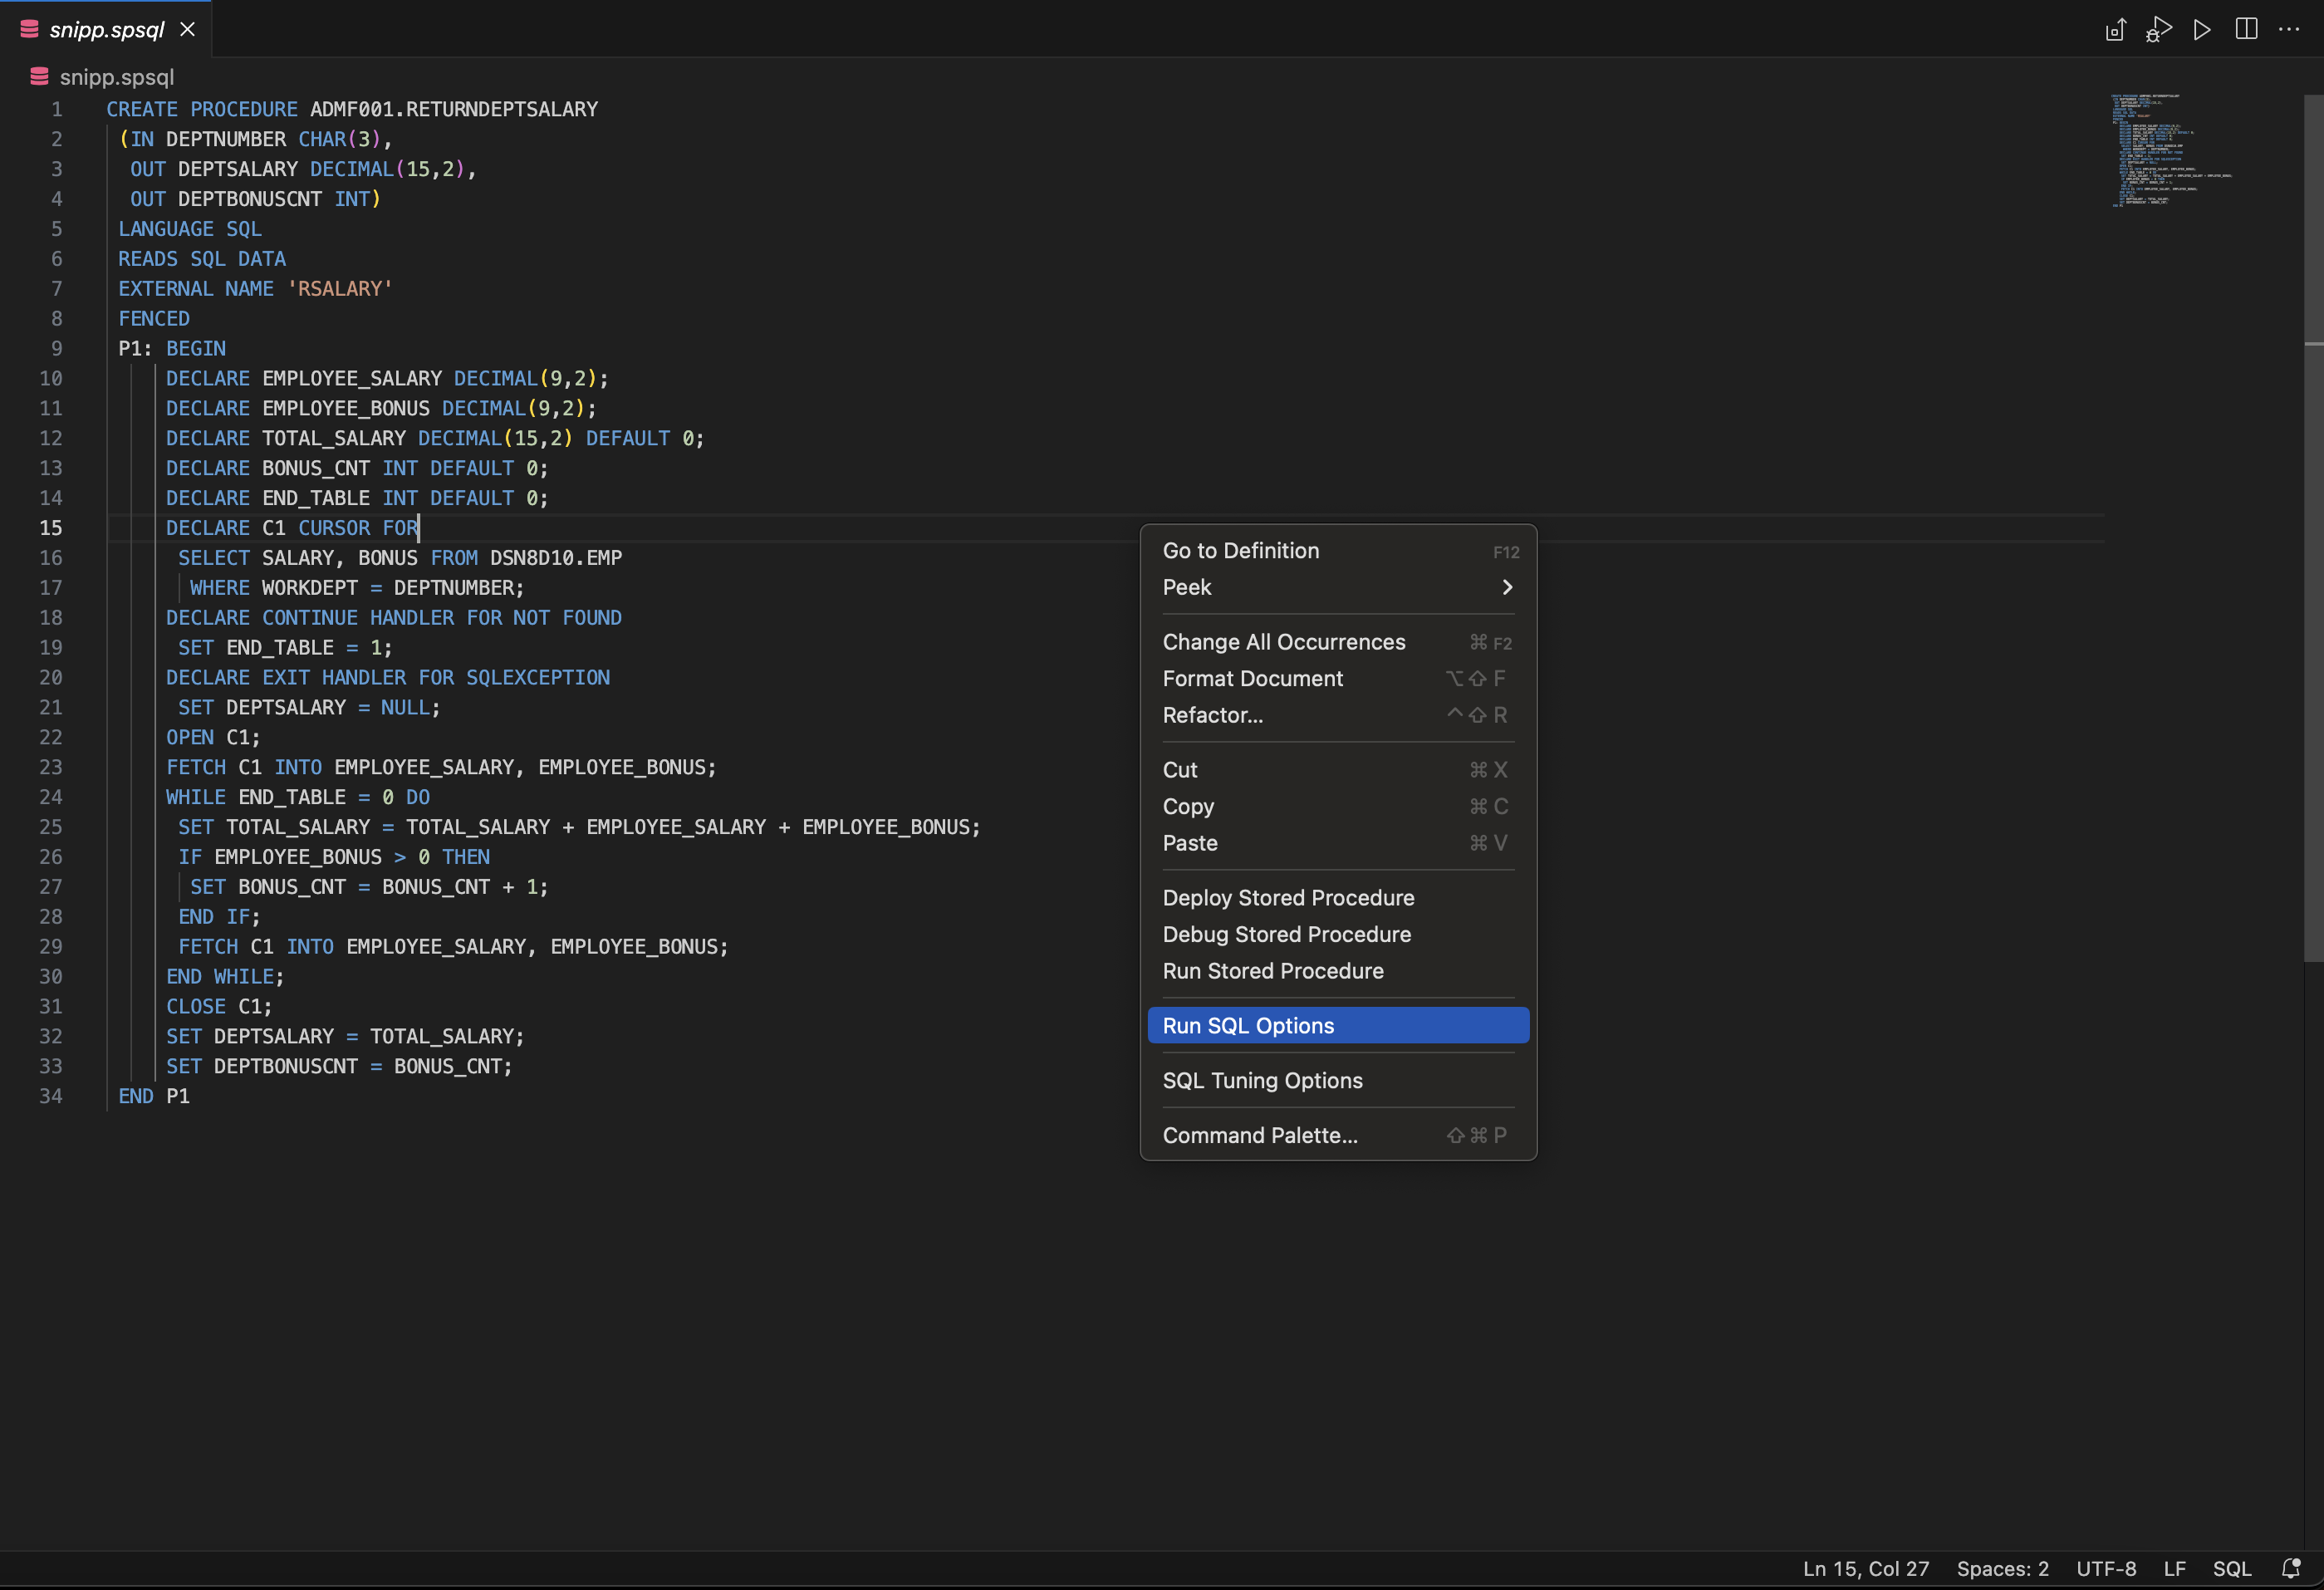 snipp.spsql
snipp.spsql
1 CREATE PROCEDURE ADMF001.RETURNDEPTSALARY
2 (IN DEPTNUMBER CHAR(3),
3 OUT DEPTSALARY DECIMAL(15,2),
4 OUT DEPTBONUSCNT INT)
5 LANGUAGE SQL
6 READS SQL DATA
7 EXTERNAL NAME 'RSALARY'
8 FENCED
9 P1: BEGIN
10 DECLARE EMPLOYEE_SALARY DECIMAL(9,2);
11 DECLARE EMPLOYEE_BONUS DECIMAL(9,2);
12 DECLARE TOTAL_SALARY DECIMAL(15,2) DEFAULT 0;
13 DECLARE BONUS_CNT INT DEFAULT 0;
14 DECLARE END_TABLE INT DEFAULT 0;
15 DECLARE C1 CURSOR FOR
16 SELECT SALARY, BONUS FROM DSN8D10.EMP
17 WHERE WORKDEPT = DEPTNUMBER;
18 DECLARE CONTINUE HANDLER FOR NOT FOUND
19 SET END_TABLE = 1;
20 DECLARE EXIT HANDLER FOR SQLEXCEPTION
21 SET DEPTSALARY = NULL;
22 OPEN C1;
23 FETCH C1 INTO EMPLOYEE_SALARY, EMPLOYEE_BONUS;
24 WHILE END_TABLE = 0 DO
25 SET TOTAL_SALARY = TOTAL_SALARY + EMPLOYEE_SALARY + EMPLOYEE_BONUS;
26 IF EMPLOYEE_BONUS > 0 THEN
27 SET BONUS_CNT = BONUS_CNT + 1;
28 END IF;
29 FETCH C1 INTO EMPLOYEE_SALARY, EMPLOYEE_BONUS;
30 END WHILE;
31 CLOSE C1;
32 SET DEPTSALARY = TOTAL_SALARY;
33 SET DEPTBONUSCNT = BONUS_CNT;
34 END P1
Go to Definition F12
Peek
Change All Occurrences ⌘ F2
Format Document ⌥⇧ F
Refactor... ^⇧ R
Cut ⌘ X
Copy ⌘ C
Paste ⌘ V
Deploy Stored Procedure
Debug Stored Procedure
Run Stored Procedure
Run SQL Options
SQL Tuning Options
Command Palette... ⇧⌘ P
Ln 15, Col 27 Spaces: 2 UTF-8 LF SQL